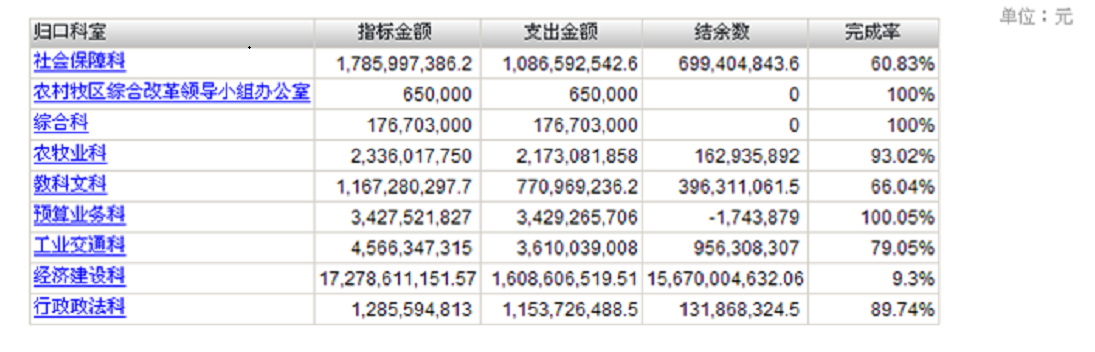 单位：元
归口科室 指标金额 支出金额 结余数 完成率
社会保障科 1,785,997,386.2 1,086,592,542.6 699,404,843.6 60.83%
农村牧区综合改革领导小组办公室 650,000 650,000 0 100%
综合科 176,703,000 176,703,000 0 100%
农牧业科 2,336,017,750 2,173,081,858 162,935,892 93.02%
教科文科 1,167,280,297.7 770,969,236.2 396,311,061.5 66.04%
预算业务科 3,427,521,827 3,429,265,706 -1,743,879 100.05%
工业交通科 4,566,347,315 3,610,039,008 956,308,307 79.05%
经济建设科 17,278,611,151.57 1,608,606,519.51 15,670,004,632.06 9.3%
行政政法科 1,285,594,813 1,153,726,488.5 131,868,324.5 89.74%